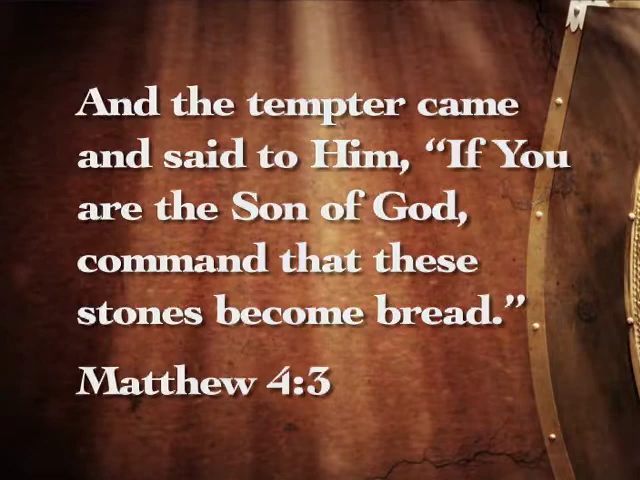 And the tempter came
and said to Him, “If You
are the Son of God,
command that these
stones become bread.”
Matthew 4:3